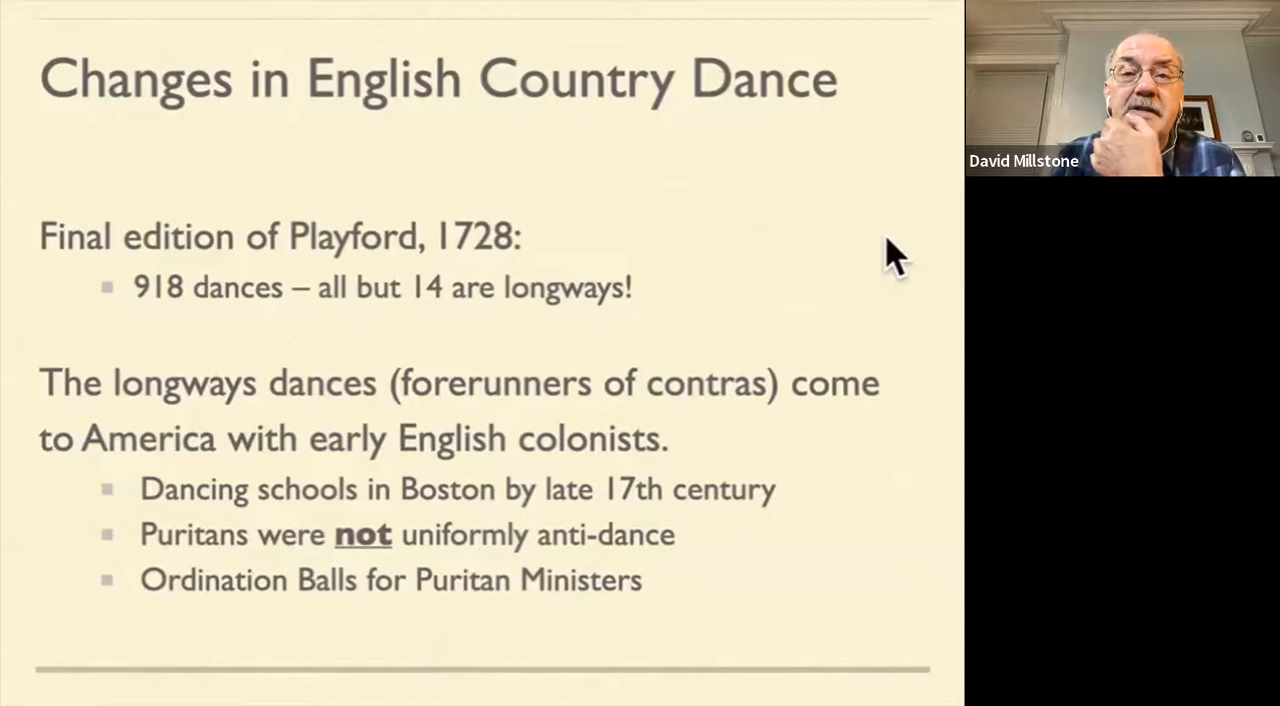 Changes in English Country Dance
Final edition of Playford, 1728:
918 dances – all but 14 are longways!
The longways dances (forerunners of contras) come
to America with early English colonists.
Dancing schools in Boston by late 17th century
Puritans were not uniformly anti-dance
Ordination Balls for Puritan Ministers
David Millstone